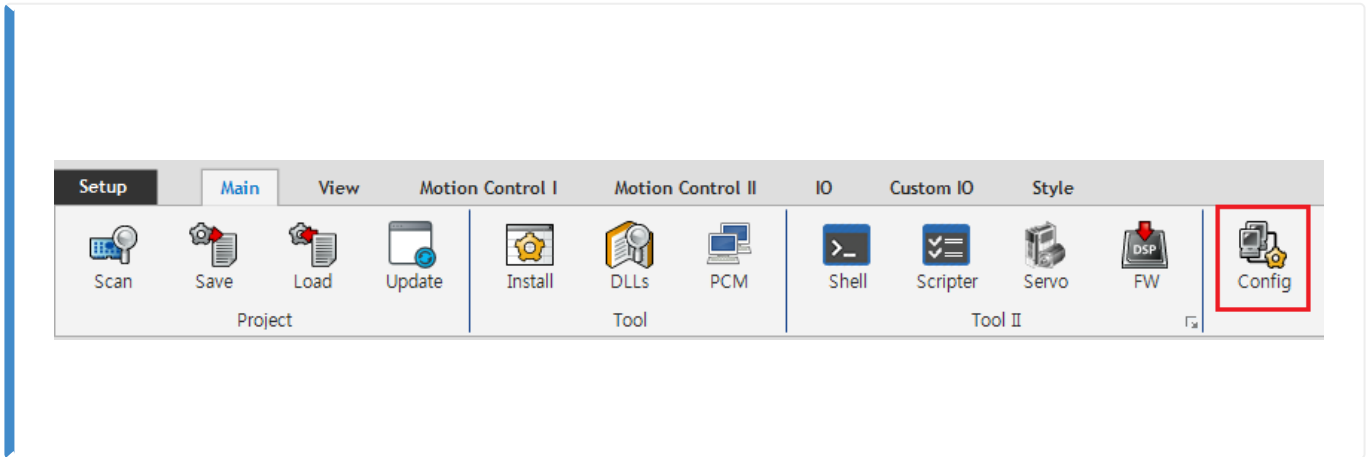 Setup Main View Motion Control I Motion Control II IO Custom IO Style
>_ DSP
Scan Save Load Update Install DLLs PCM Shell Scripter Servo FW Config
Project Tool Tool II